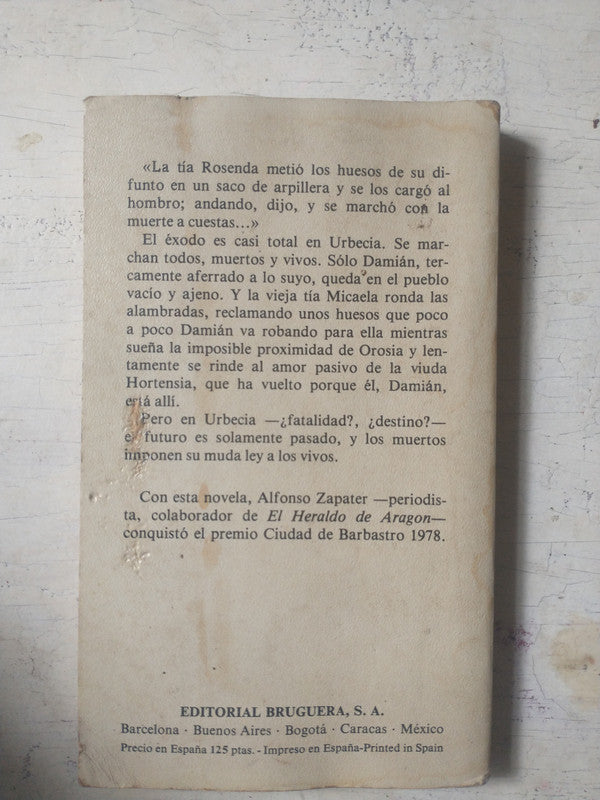 «La tía Rosenda metió los huesos de su di-
funto en un saco de arpillera y se los cargó al
hombro; andando, dijo, y se marchó con la
muerte a cuestas...»
El éxodo es casi total en Urbecia. Se mar-
chan todos, muertos y vivos. Sólo Damián, ter-
camente aferrado a lo suyo, queda en el pueblo
vacío y ajeno. Y la vieja tía Micaela ronda las
alambradas, reclamando unos huesos que poco
a poco Damián va robando para ella mientras
sueña la imposible proximidad de Orosia y len-
tamente se rinde al amor pasivo de la viuda
Hortensia, que ha vuelto porque él, Damián,
está allí.
Pero en Urbecia —¿fatalidad?, ¿destino?—
el futuro es solamente pasado, y los muertos
imponen su muda ley a los vivos.
Con esta novela, Alfonso Zapater —periodis-
ta, colaborador de El Heraldo de Aragon—
conquistó el premio Ciudad de Barbastro 1978.
EDITORIAL BRUGUERA, S. A.
Barcelona · Buenos Aires · Bogotá · Caracas · México
Precio en España 125 ptas. - Impreso en España-Printed in Spain